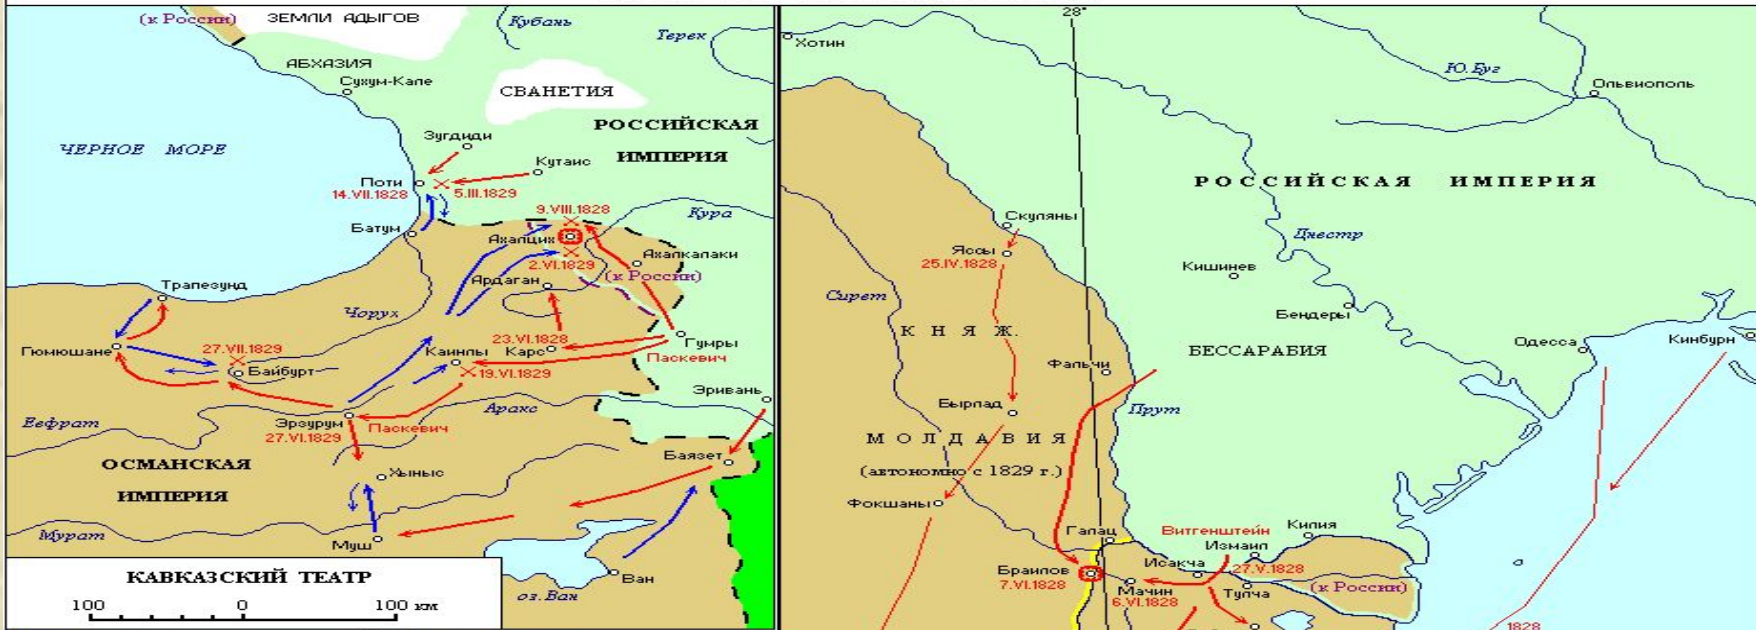 (к России)
ЗЕМЛИ АДЫГОВ
Кубань
Терек
АБХАЗИЯ
Сухум-Кале
СВАНЕТИЯ
РОССИЙСКАЯ
ИМПЕРИЯ
ЧЕРНОЕ МОРЕ
Зугдиди
Кутаис
Поти
14.VII.1828
5.III.1829
9.VIII.1828
Кура
Батум
Ахалцих
Ахалкалаки
2.VI.1829
(к России)
Ардаган
Трапезунд
Чорух
23.VI.1828
Гумры
Гюмюшане
27.VII.1829
Каинлы
Карс
Паскевич
Байбурт
19.VI.1829
Эривань
Аракс
Евфрат
Эрзурум
Паскевич
27.VI.1829
ОСМАНСКАЯ
ИМПЕРИЯ
Баязет
Хыныс
Мурат
Муш
Ван
оз.Ван
КАВКАЗСКИЙ ТЕАТР
100 0 100 км
28°
Хотин
Ю.Буг
Ольвиополь
РОССИЙСКАЯ ИМПЕРИЯ
Скуляны
Яссы
25.IV.1828
Днестр
Кишинев
Сирет
КНЯЖ.
Бендеры
БЕССАРАБИЯ
Одесса
Кинбурн
Фальчи
Бырлад
Прут
МОЛДАВИЯ
(автономно с 1829 г.)
Фокшаны
Галац
Витгенштейн
Килия
Измаил
Браилов
Исакча
27.V.1828
7.VI.1828
Мачин
Тулча
(к России)
6.VI.1828
1828